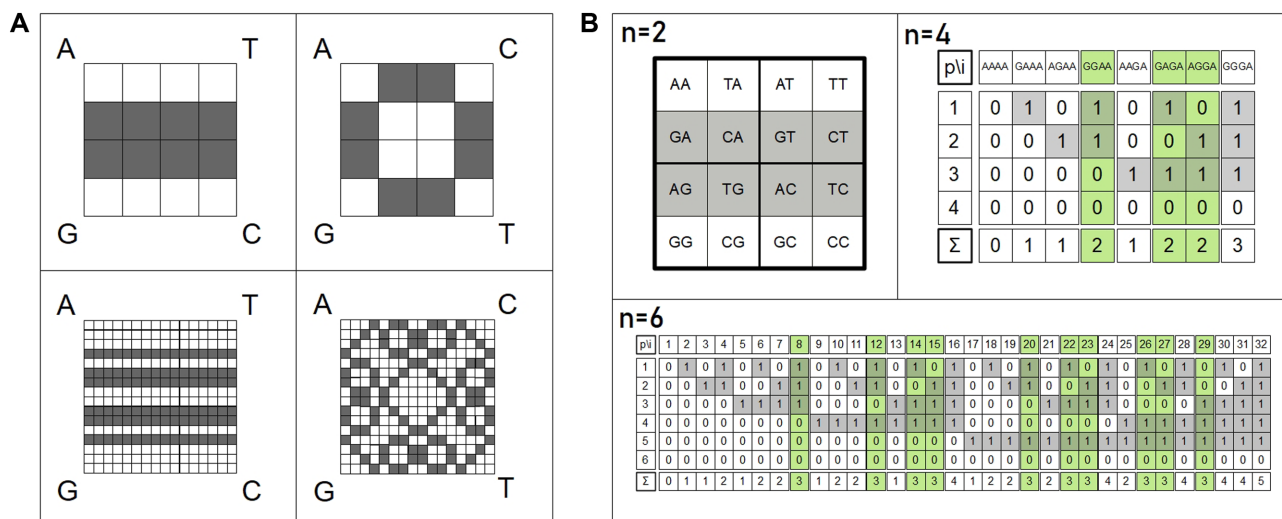 A
A T
G C
A C
G T
A T
G C
A C
G T
B
n=2
AA TA AT TT
GA CA GT CT
AG TG AC TC
GG CG GC CC
n=4
p\i AAAA GAAA AGAA GGAA AAGA GAGA AGGA GGGA
1 0 1 0 1 0 1 0 1
2 0 0 1 1 0 0 1 1
3 0 0 0 0 1 1 1 1
4 0 0 0 0 0 0 0 0
Σ 0 1 1 2 1 2 2 3
n=6
p\i 1 2 3 4 5 6 7 8 9 10 11 12 13 14 15 16 17 18 19 20 21 22 23 24 25 26 27 28 29 30 31 32
1 0 1 0 1 0 1 0 1 0 1 0 1 0 1 0 1 0 1 0 1 0 1 0 1 0 1 0 1 0 1 0 1
2 0 0 1 1 0 0 1 1 0 0 1 1 0 0 1 1 0 0 1 1 0 0 1 1 0 0 1 1 0 0 1 1
3 0 0 0 0 1 1 1 1 0 0 0 0 1 1 1 1 0 0 0 0 1 1 1 1 0 0 0 0 1 1 1 1
4 0 0 0 0 0 0 0 0 1 1 1 1 1 1 1 1 0 0 0 0 0 0 0 0 1 1 1 1 1 1 1 1
5 0 0 0 0 0 0 0 0 0 0 0 0 0 0 0 0 1 1 1 1 1 1 1 1 1 1 1 1 1 1 1 1
6 0 0 0 0 0 0 0 0 0 0 0 0 0 0 0 0 0 0 0 0 0 0 0 0 0 0 0 0 0 0 0 0
Σ 0 1 1 2 1 2 2 3 1 2 2 3 1 3 3 4 1 2 2 3 2 3 3 4 2 3 3 4 3 4 4 5